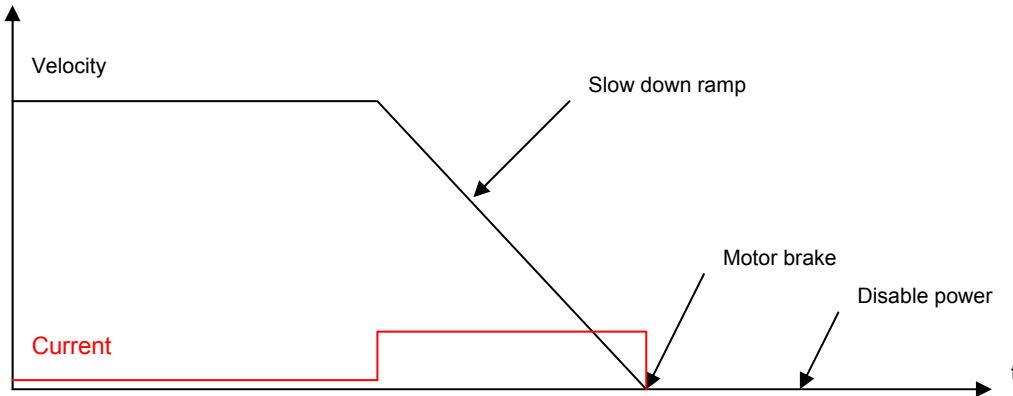 Velocity
Slow down ramp
Motor brake
Disable power
Current
t